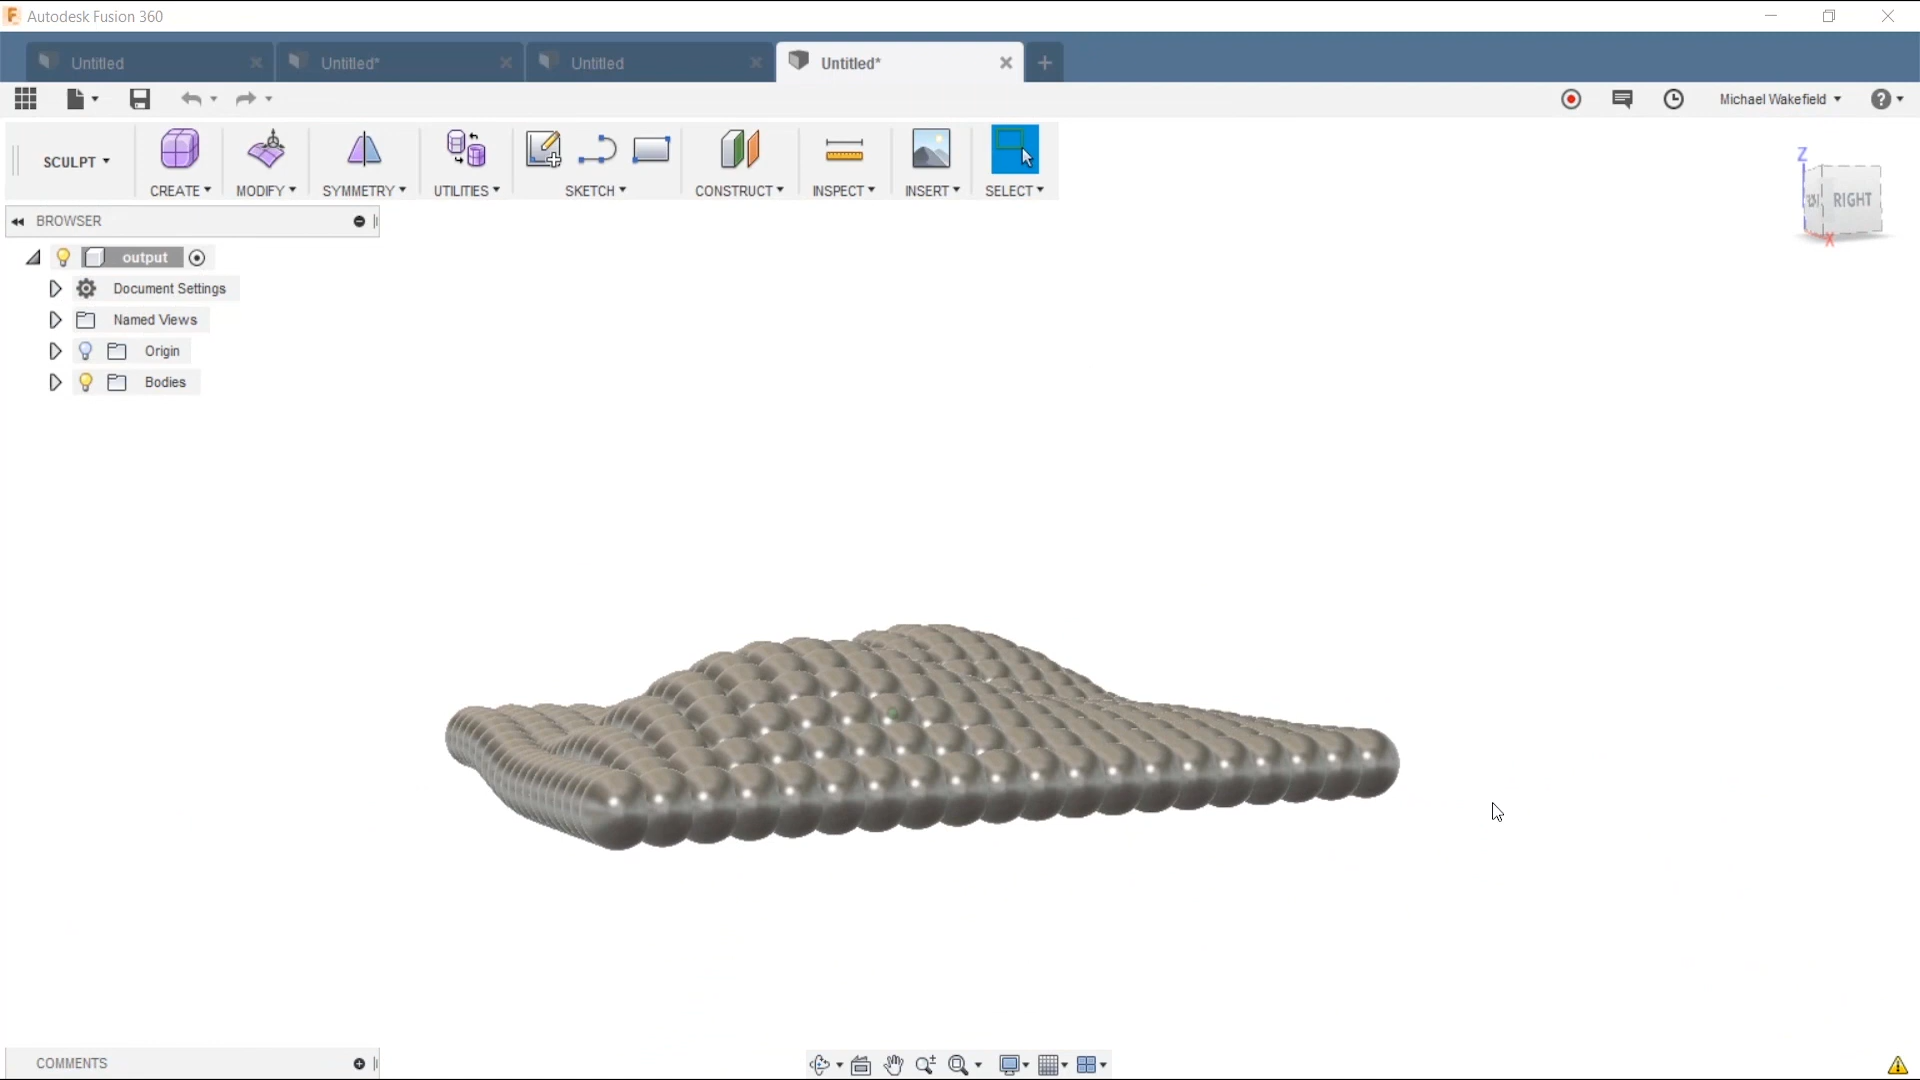 Autodesk Fusion 360
Untitled
Untitled*
Untitled
Untitled*
Michael Wakefield
SCULPT
CREATE
MODIFY
SYMMETRY
UTILITIES
SKETCH
CONSTRUCT
INSPECT
INSERT
SELECT
BROWSER
Z
RIGHT
X
output
Document Settings
Named Views
Origin
Bodies
COMMENTS